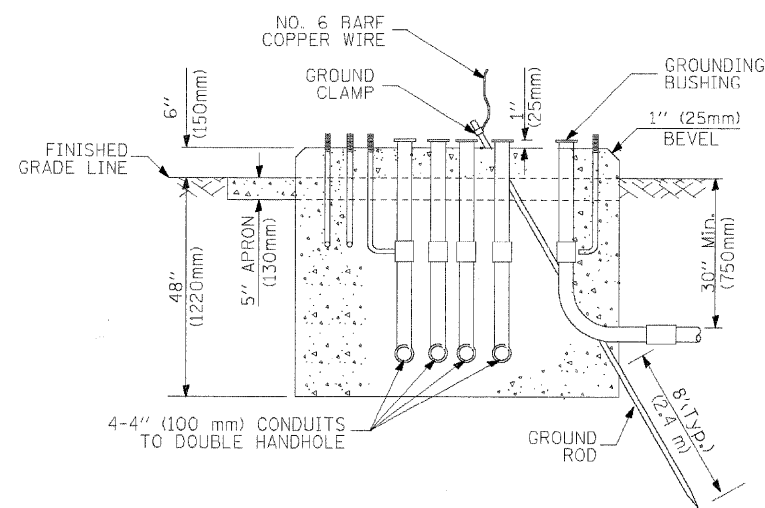 NO. 6 BARE
COPPER WIRE
GROUND
CLAMP
GROUNDING
BUSHING
6"
(150mm)
1"
(25mm)
1" (25mm)
BEVEL
FINISHED
GRADE LINE
48"
(1220mm)
5" APRON
(130mm)
30" Min.
(750mm)
4-4" (100 mm) CONDUITS
TO DOUBLE HANDHOLE
GROUND
ROD
8'(Typ.)
(2.4 m)